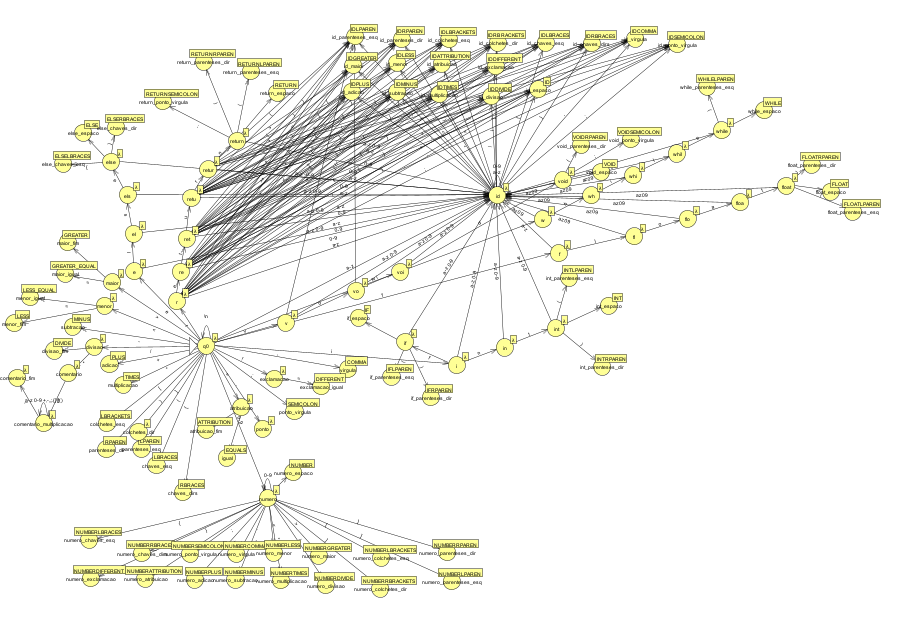 IDLPAREN
id_parenteses_esq
IDRPAREN
id_parenteses_dir
IDLBRACKETS
id_colchetes_esq
IDRBRACKETS
id_colchetes_dir
IDLBRACES
id_chaves_esq
IDRBRACES
IDCOMMA
IDSEMICOLON
id_ponto_virgula
IDGREATER
id_maior
IDLESS
id_menor
IDATTRIBUTION
id_atribuicao
IDDIFFERENT
id_exclamacao
IDPLUS
id_adicao
IDMINUS
id_subtracao
IDTIMES
id_multiplicacao
IDDIVIDE
id_divisao
ID
id_espaco
RETURNRPAREN
return_parenteses_dir
RETURNLPAREN
return_parenteses_esq
RETURN
return_espaco
RETURNSEMICOLON
return_ponto_virgula
return
WHILELPAREN
while_parenteses_esq
WHILE
while_espaco
while
ELSE
else_espaco
ELSERBRACES
else_chaves_dir
ELSELBRACES
else_chaves_esq
else
VOIDRPAREN
void_parenteses_dir
VOIDSEMICOLON
void_ponto_virgula
VOID
void_espaco
void
whil
whi
wh
w
FLOATRPAREN
float_parenteses_dir
FLOAT
float_espaco
FLOATLPAREN
float_parenteses_esq
float
floa
flo
fl
f
retur
retu
ret
re
r
els
el
e
id
GREATER
maior_fim
GREATER_EQUAL
maior_igual
maior
LESS_EQUAL
menor_igual
menor
LESS
menor_fim
MINUS
subtracao
DIVIDE
divisao_fim
divisao
PLUS
adicao
TIMES
multiplicacao
comentario
comentario_fim
comentario_multiplicacao
q0
\n
voi
vo
v
INTLPAREN
int_parenteses_esq
INT
int_espaco
int
INTRPAREN
int_parenteses_dir
in
i
IF
if_espaco
if
IFLPAREN
if_parenteses_esq
IFRPAREN
if_parenteses_dir
COMMA
virgula
exclamacao
DIFFERENT
exclamacao_igual
SEMICOLON
ponto_virgula
ponto
atribuicao
ATTRIBUTION
atribuicao_fim
EQUALS
igual
LBRACKETS
colchetes_esq
colchetes_dir
RPAREN
parenteses_dir
LPAREN
parenteses_esq
LBRACES
chaves_esq
RBRACES
chaves_dira
NUMBER
numero_espaco
0-9
numero
NUMBERLBRACES
numero_chaves_esq
NUMBERRBRACES
numero_chaves_dir
NUMBERSEMICOLON
numero_ponto_virgula
NUMBERCOMMA
numero_virgula
NUMBERLESS
numero_menor
NUMBERGREATER
numero_maior
NUMBERLBRACKETS
numero_colchetes_esq
NUMBERRPAREN
numero_parenteses_dir
NUMBERDIFFERENT
numero_exclamacao
NUMBERATTRIBUTION
numero_atribuicao
NUMBERPLUS
numero_adicao
NUMBERMINUS
numero_subtracao
NUMBERTIMES
numero_multiplicacao
NUMBERDIVIDE
numero_divisao
NUMBERRBRACKETS
numero_colchetes_dir
NUMBERLPAREN
numero_parenteses_esq